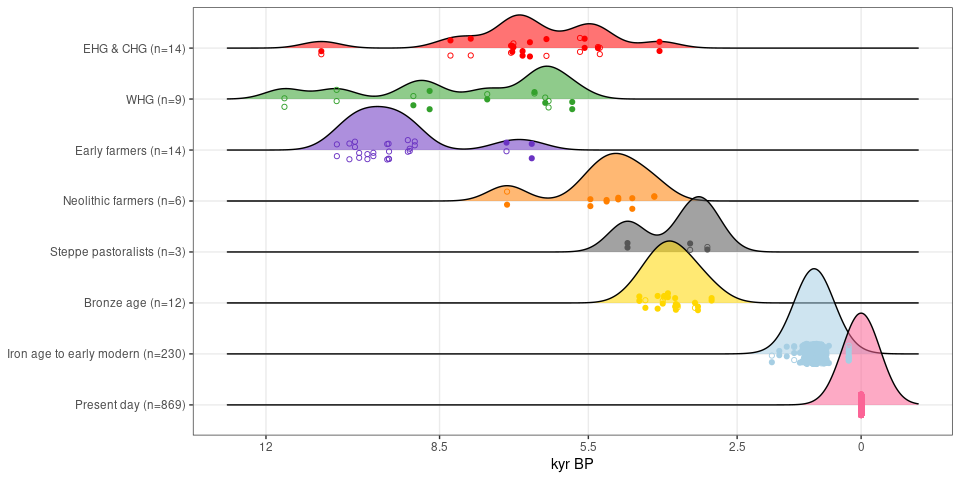 EHG & CHG (n=14)
WHG (n=9)
Early farmers (n=14)
Neolithic farmers (n=6)
Steppe pastoralists (n=3)
Bronze age (n=12)
Iron age to early modern (n=230)
Present day (n=869)
12 8.5 5.5 2.5 0
kyr BP